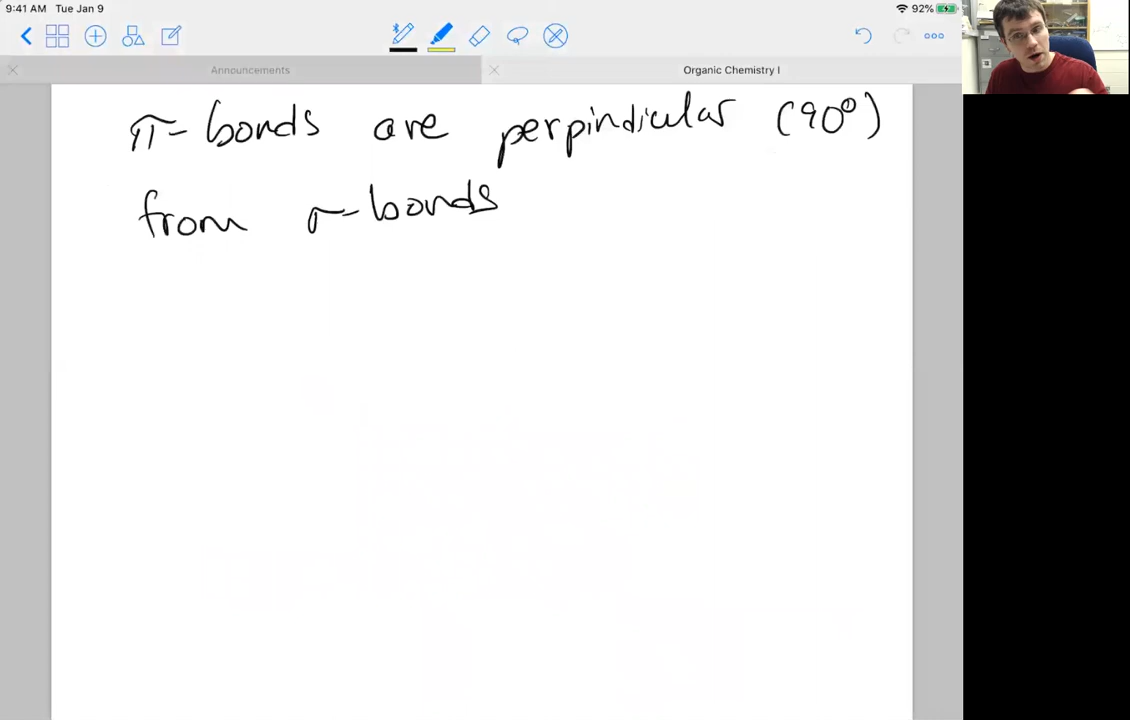 9:41 AM Tue Jan 9
92%
Announcements
Organic Chemistry I
π-bonds are perpindicular (90°)
from σ-bonds